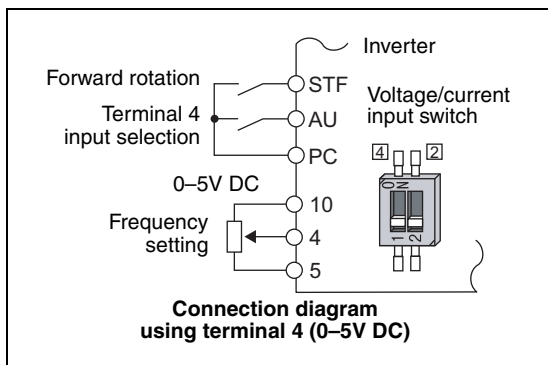 Inverter
Forward rotation
STF
Terminal 4
input selection
AU
PC
Voltage/current
input switch
4
2
ON
1
2
0–5V DC
10
Frequency
setting
4
5
Connection diagram
using terminal 4 (0–5V DC)